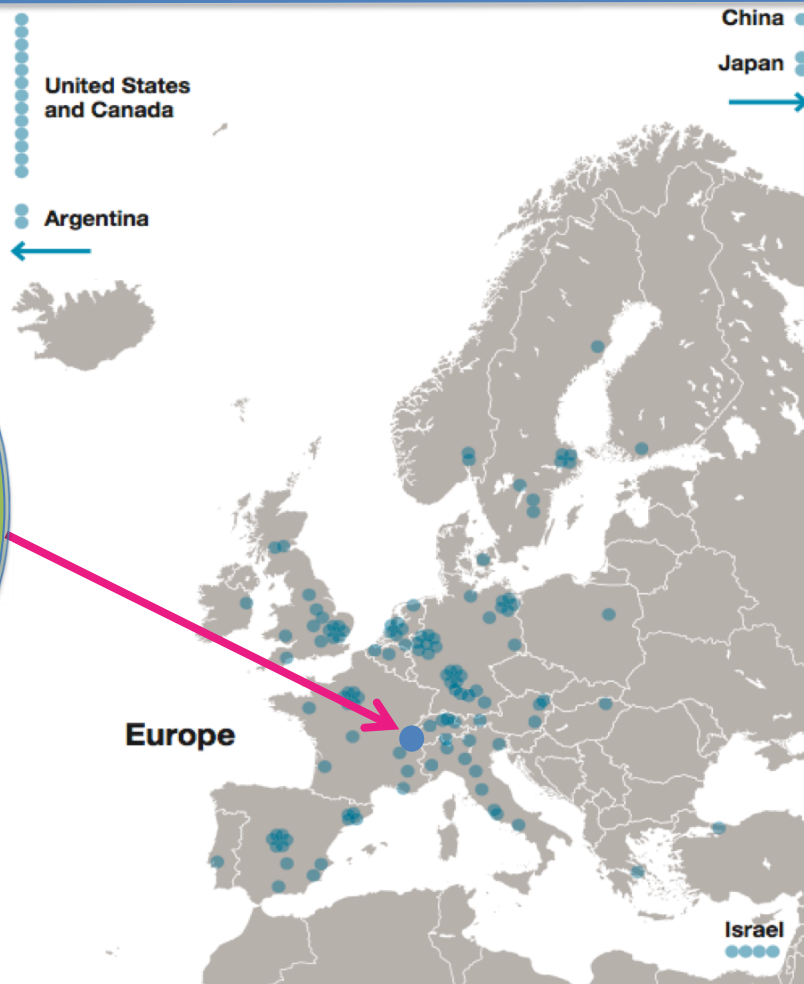 China
United States
and Canada
Japan
Argentina
Europe
Israel